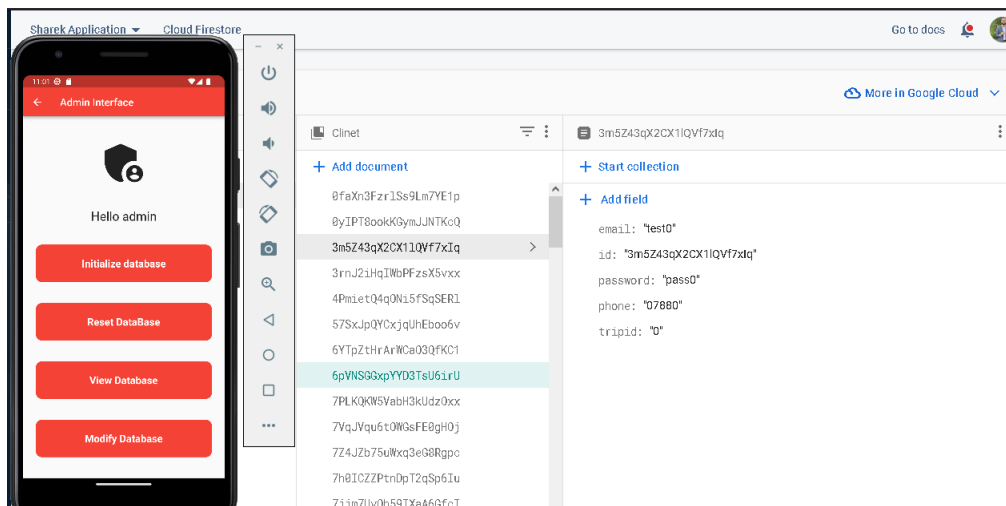 Sharek Application
Cloud Firestore
Go to docs
11:01
Admin Interface
Hello admin
Initialize database
Reset DataBase
View Database
Modify Database
More in Google Cloud
Clinet
Add document
0faXn3FzrlSs9Lm7YE1p
0yIPT8ookKGymJJNTKcQ
3m5Z43qX2CX1lQVf7xIq
3rnJ2iHqIWbPFzsX5vxx
4PmietQ4q0Ni5fSqSERl
57SxJpQYCxjqUhEboo6v
6YTpZtHrArWCaO3QfKC1
6pVNSGGxpYYD3TsU6irU
7PLKQKW5VabH3kUdzOxx
7VqJVqu6tOWGsFE0gHOj
7Z4JZb75uWxq3eG8Rgpc
7h0ICZZPtnDpT2qSp6Iu
3m5Z43qX2CX1lQVf7xIq
Start collection
Add field
email: "test0"
id: "3m5Z43qX2CX1lQVf7xIq"
password: "pass0"
phone: "07880"
tripid: "0"